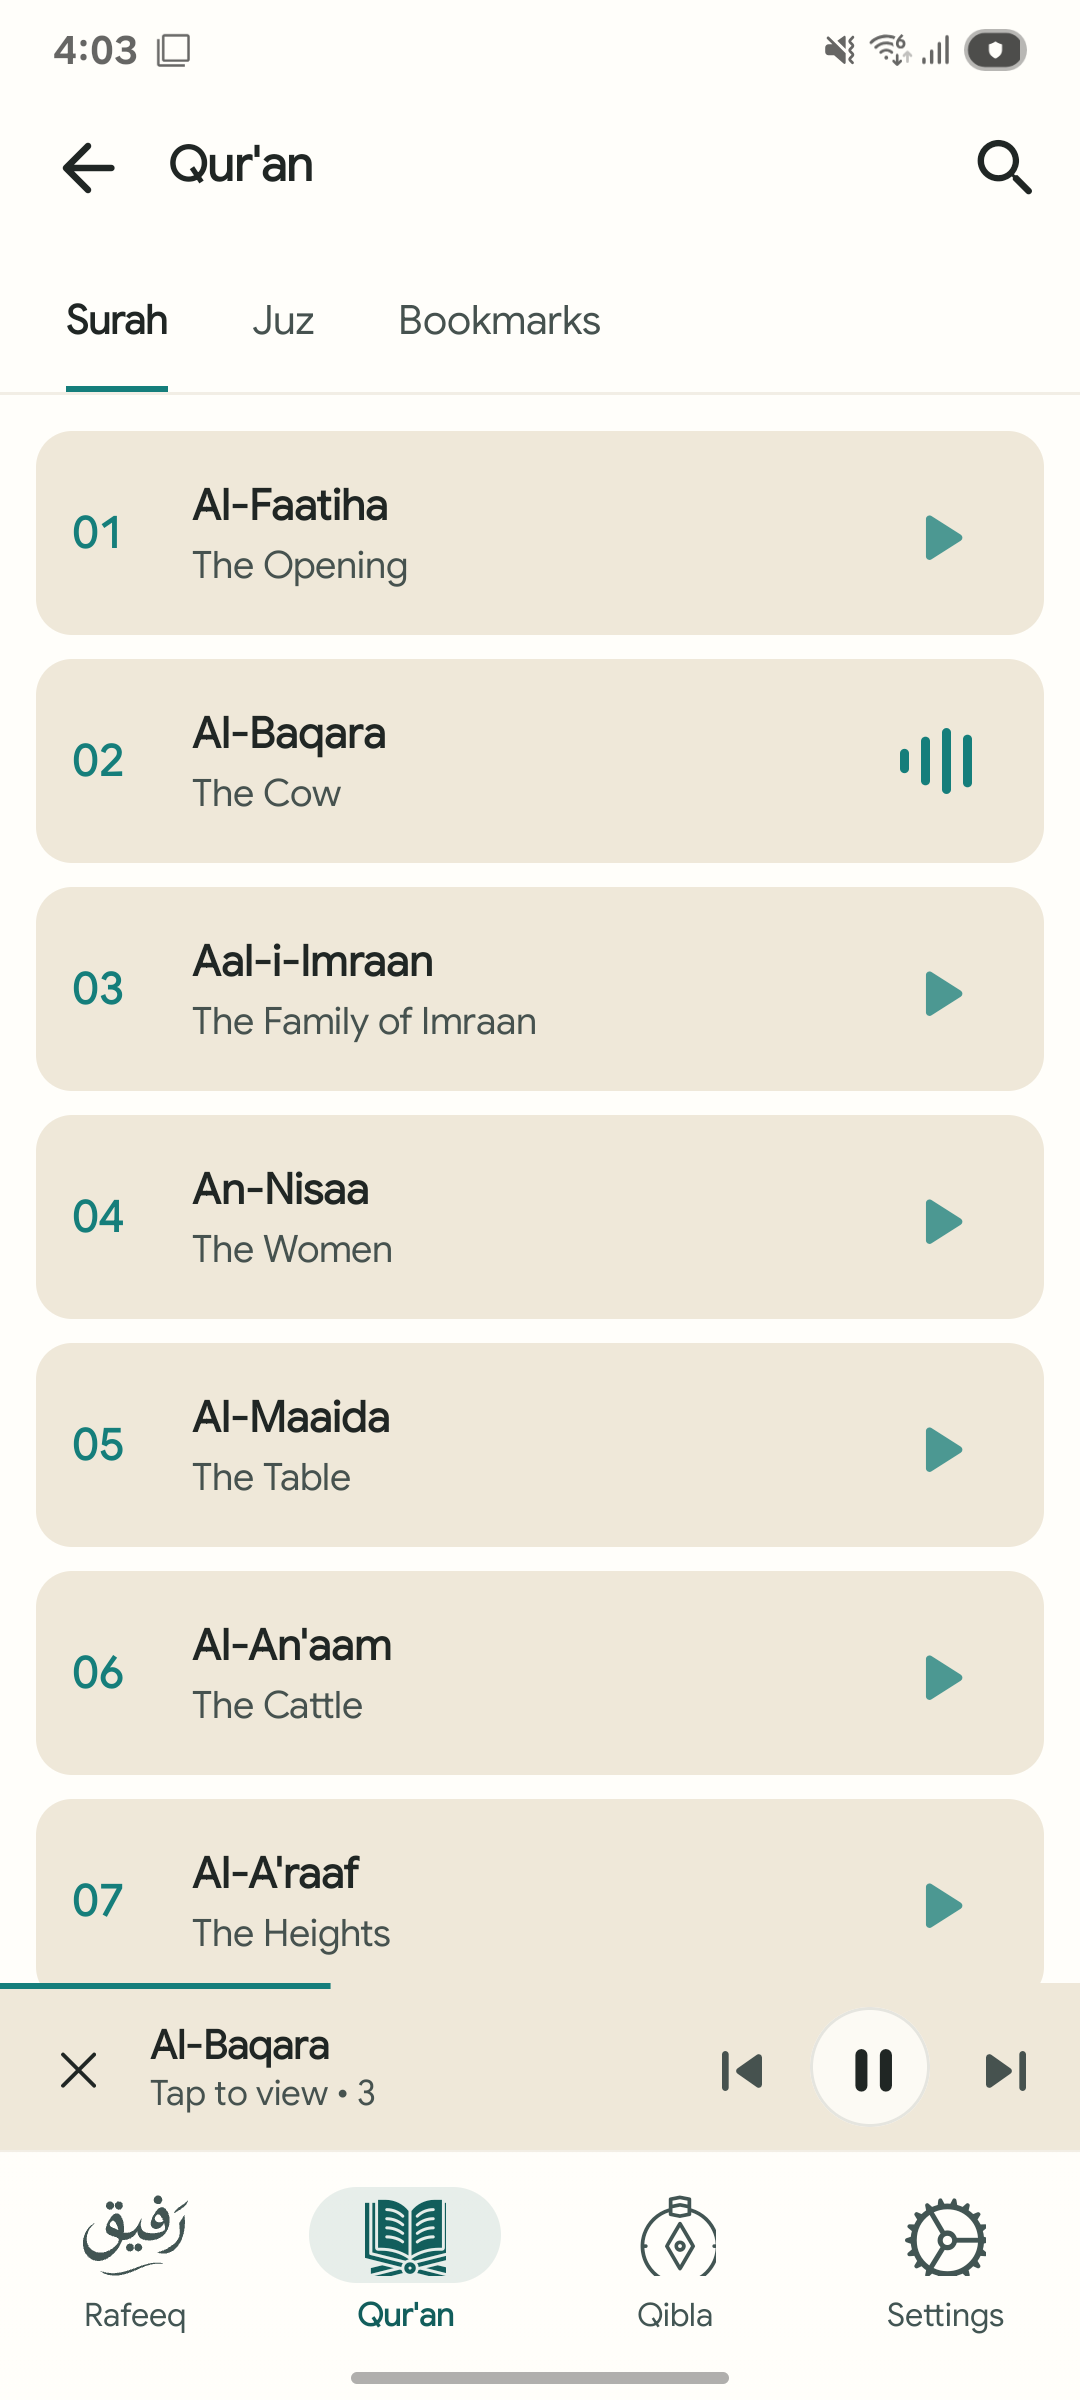 4:03
6
Qur'an
Surah
Juz
Bookmarks
01
Al-Faatiha
The Opening
02
Al-Baqara
The Cow
03
Aal-i-Imraan
The Family of Imraan
04
An-Nisaa
The Women
05
Al-Maaida
The Table
06
Al-An'aam
The Cattle
07
Al-A'raaf
The Heights
Al-Baqara
Tap to view • 3
رَفيق
Rafeeq
Qur'an
Qibla
Settings